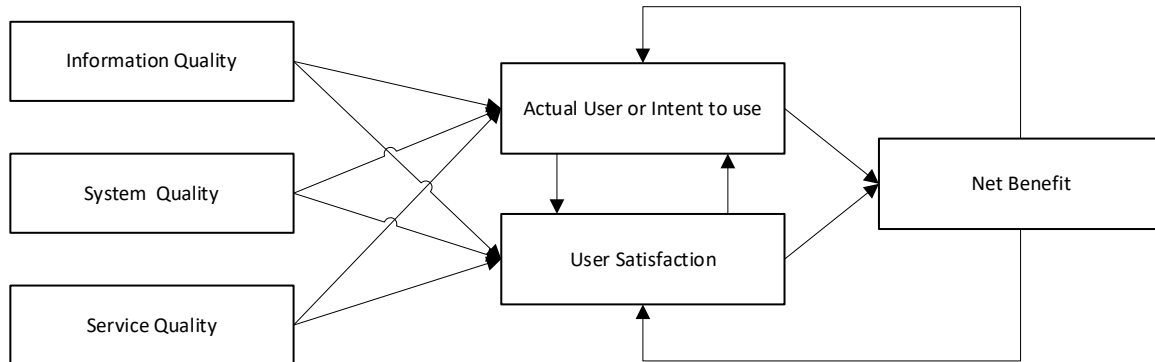 Information Quality
System  Quality
Service Quality
Actual User or Intent to use
User Satisfaction
Net Benefit